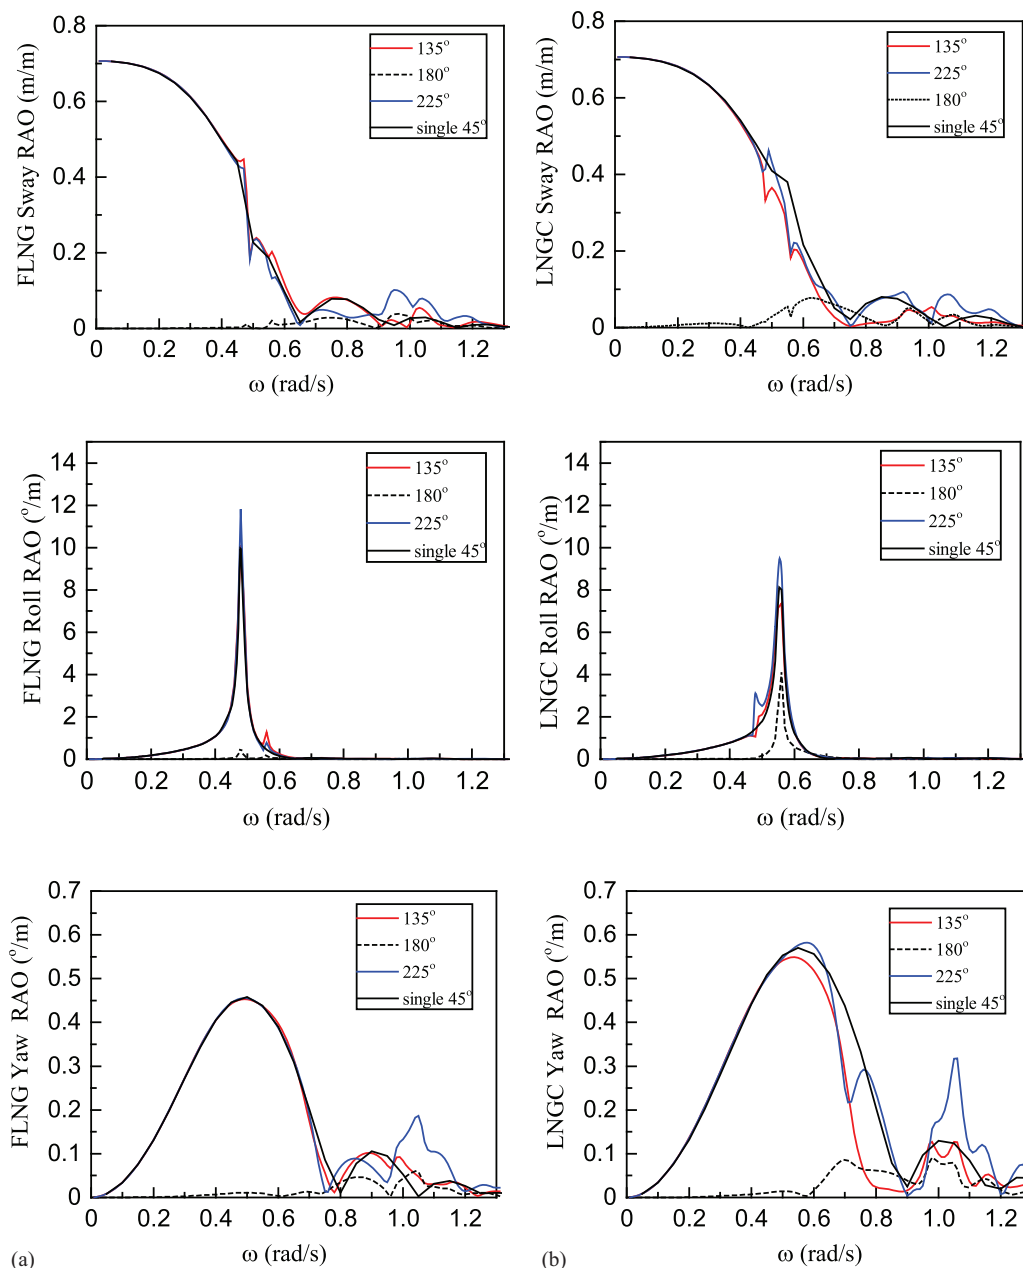 0.8
0.6
0.4
0.2
0
FLNG Sway RAO (m/m)
135°
180°
225°
single 45°
0 0.2 0.4 0.6 0.8 1.0 1.2
ω (rad/s)
0.8
0.6
0.4
0.2
0
LNGC Sway RAO (m/m)
135°
225°
180°
single 45°
0 0.2 0.4 0.6 0.8 1.0 1.2
ω (rad/s)
14
12
10
8
6
4
2
0
FLNG Roll RAO (°/m)
135°
180°
225°
single 45°
0 0.2 0.4 0.6 0.8 1.0 1.2
ω (rad/s)
14
12
10
8
6
4
2
0
LNGC Roll RAO (°/m)
135°
180°
225°
single 45°
0 0.2 0.4 0.6 0.8 1.0 1.2
ω (rad/s)
0.7
0.6
0.5
0.4
0.3
0.2
0.1
0
FLNG Yaw RAO (°/m)
135°
180°
225°
single 45°
0 0.2 0.4 0.6 0.8 1.0 1.2
ω (rad/s)
(a)
0.7
0.6
0.5
0.4
0.3
0.2
0.1
0
LNGC Yaw RAO (°/m)
135°
180°
225°
single 45°
0 0.2 0.4 0.6 0.8 1.0 1.2
ω (rad/s)
(b)